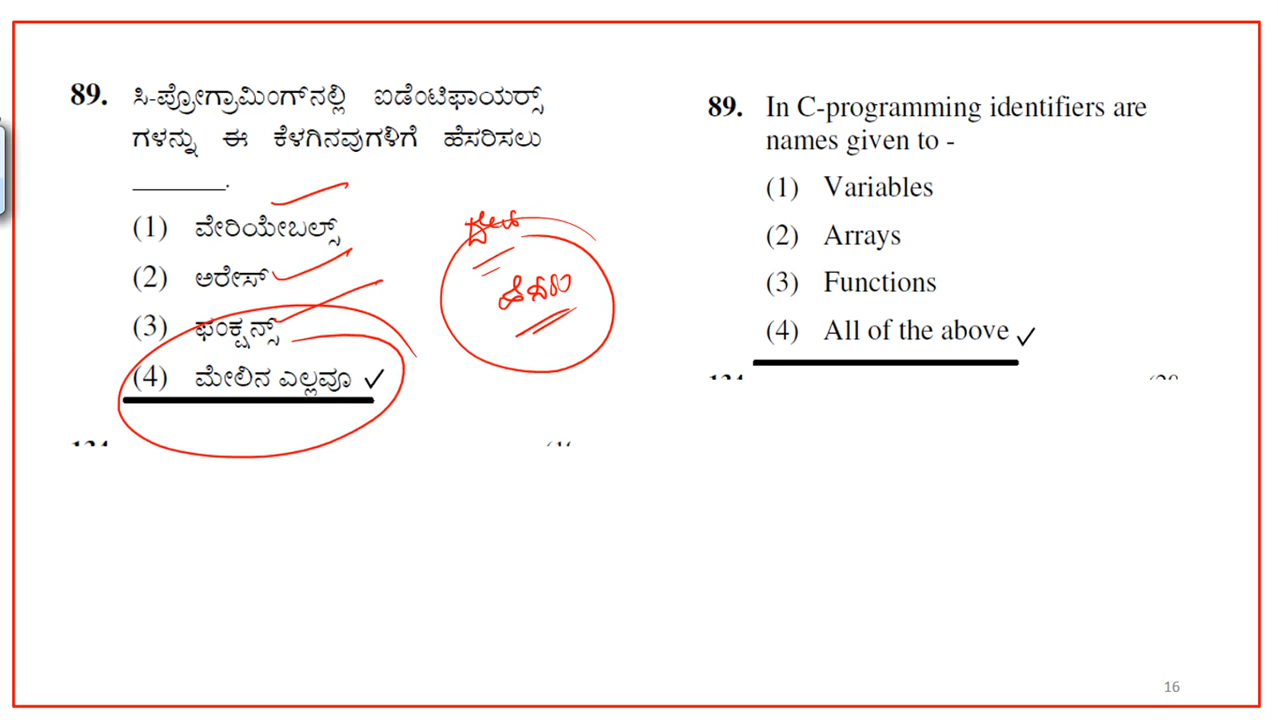 89. ಸಿ-ಪ್ರೋಗ್ರಾಮಿಂಗ್‌ನಲ್ಲಿ ಐಡೆಂಟಿಫಾಯರ್ಸ್
ಗಳನ್ನು ಈ ಕೆಳಗಿನವುಗಳಿಗೆ ಹೆಸರಿಸಲು
________.
(1) ವೇರಿಯೇಬಲ್ಸ್
(2) ಅರೇಸ್
(3) ಫಂಕ್ಷನ್ಸ್
(4) ಮೇಲಿನ ಎಲ್ಲವೂ ✓
89. In C-programming identifiers are
names given to -
(1) Variables
(2) Arrays
(3) Functions
(4) All of the above ✓
16